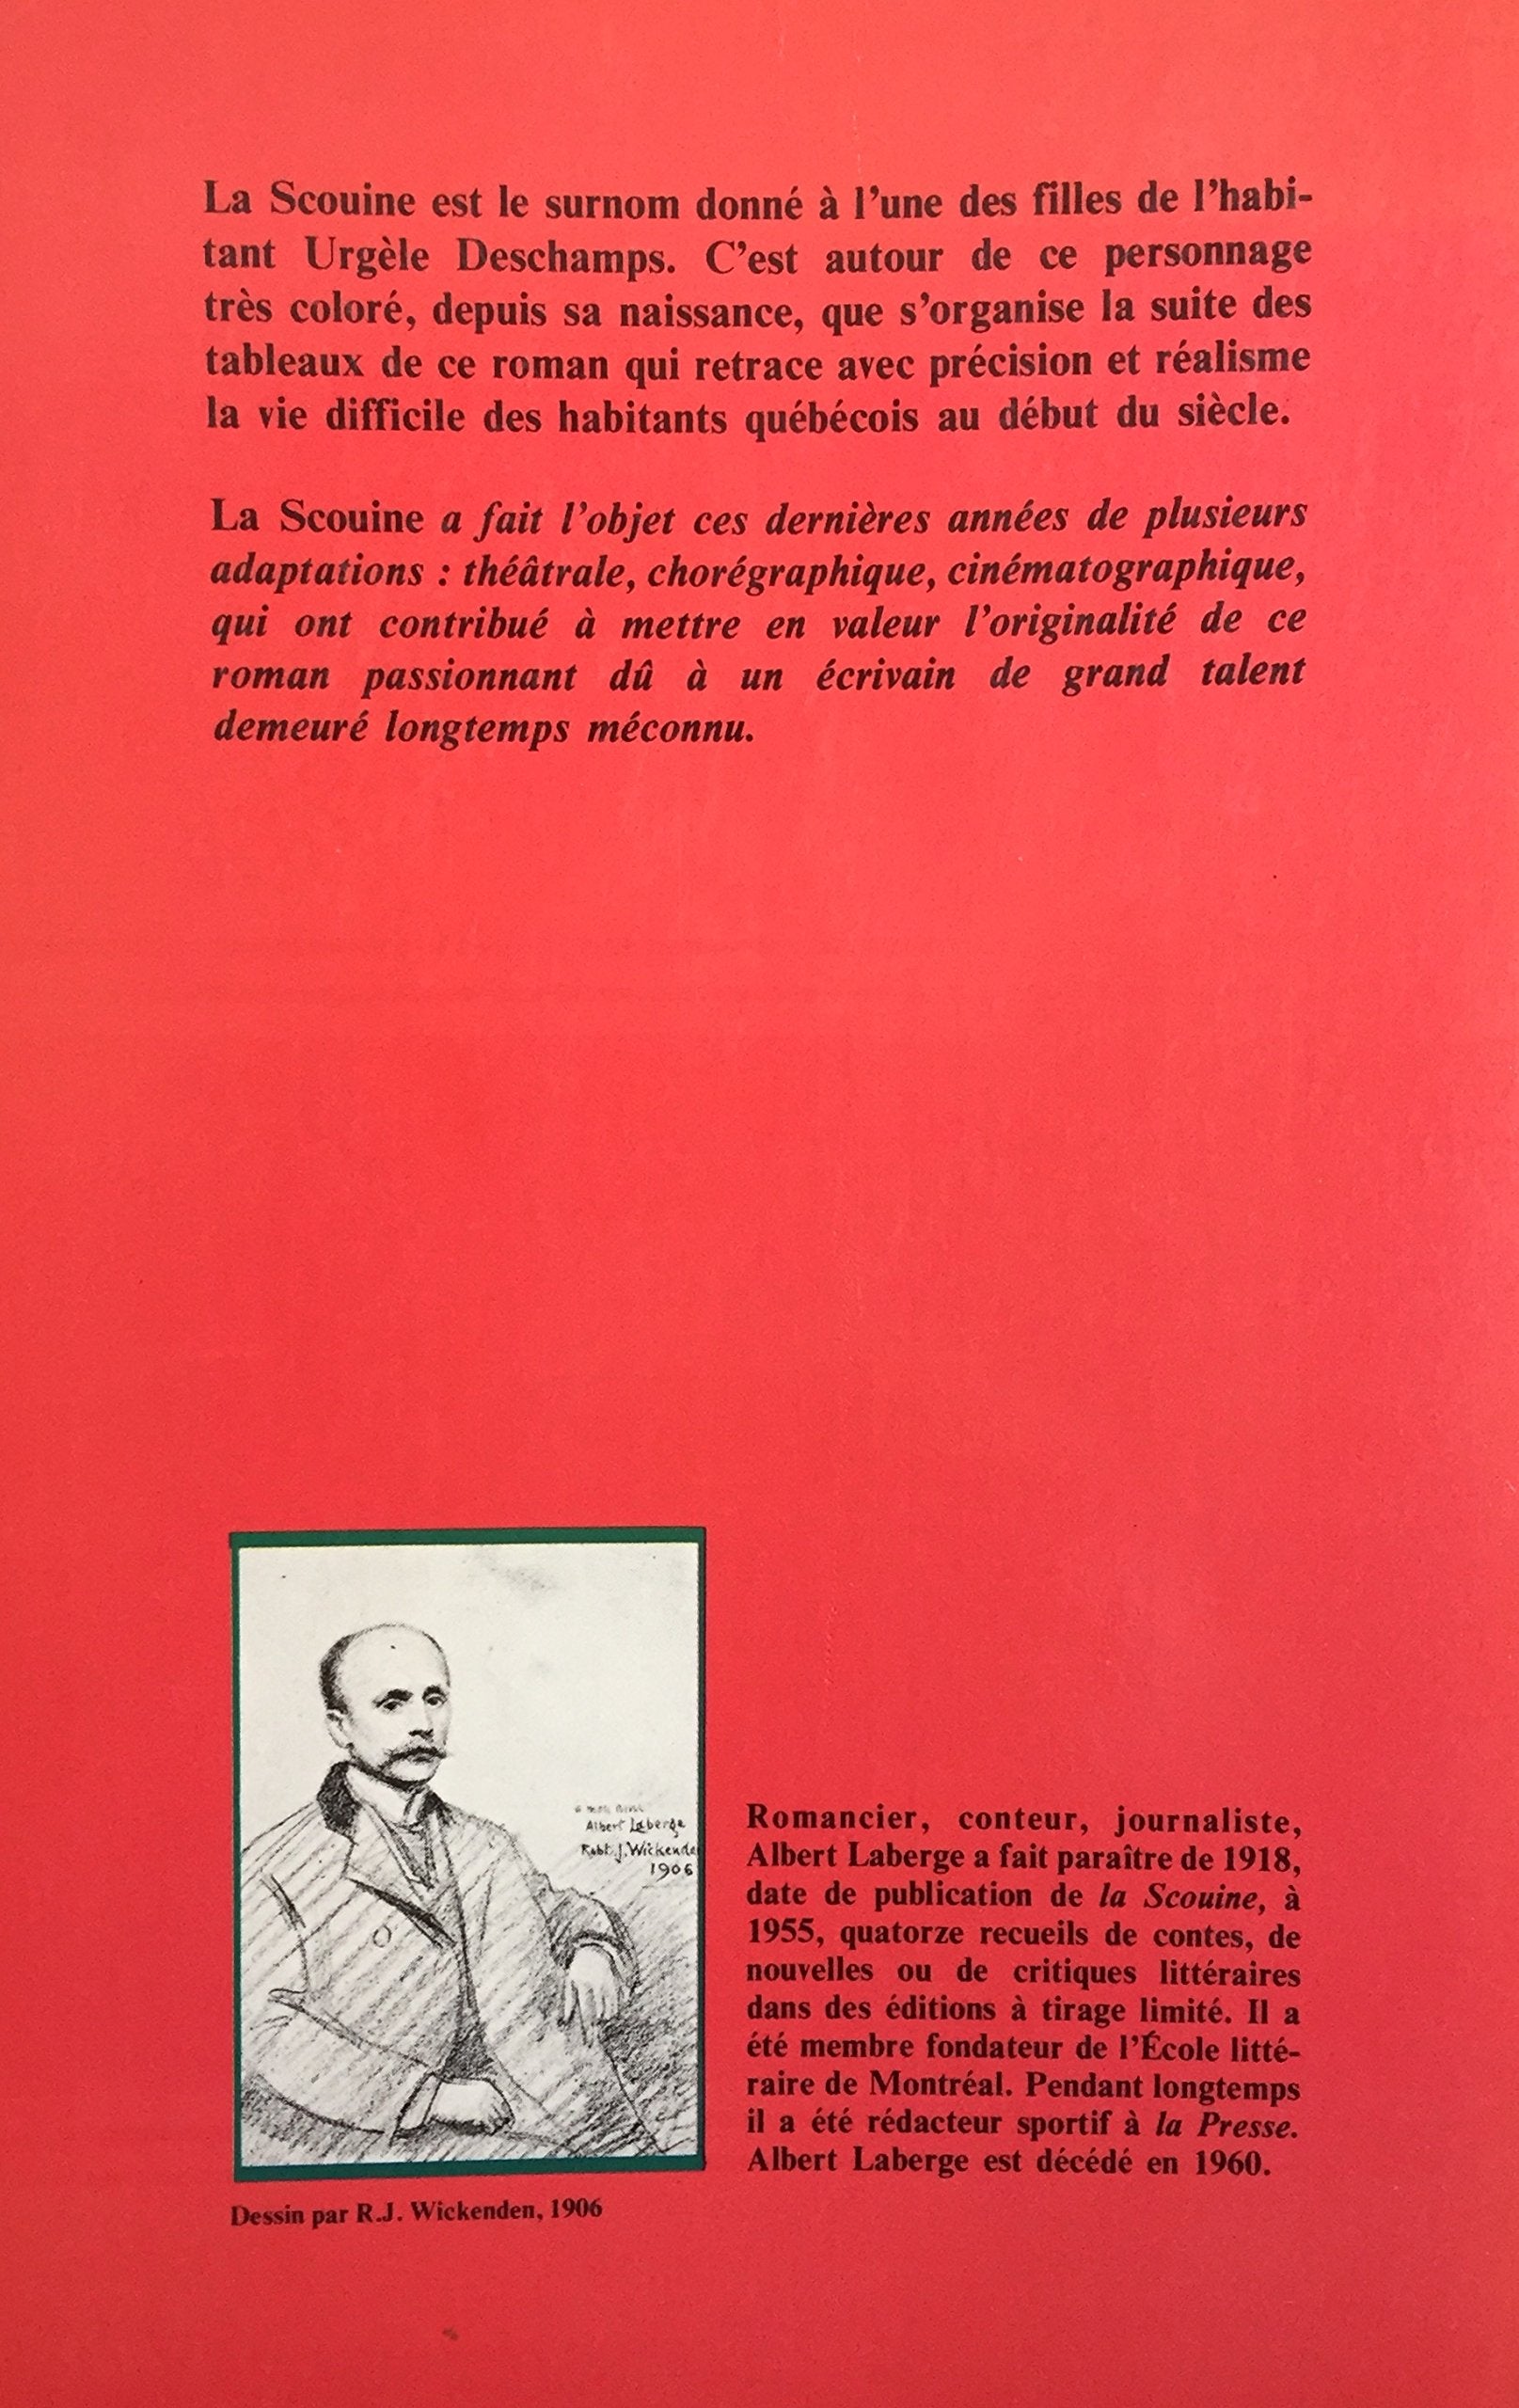 La Scouine est le surnom donné à l'une des filles de l'habi-
tant Urgèle Deschamps. C'est autour de ce personnage
très coloré, depuis sa naissance, que s'organise la suite des
tableaux de ce roman qui retrace avec précision et réalisme
la vie difficile des habitants québécois au début du siècle.
La Scouine a fait l'objet ces dernières années de plusieurs
adaptations : théâtrale, chorégraphique, cinématographique,
qui ont contribué à mettre en valeur l'originalité de ce
roman passionnant dû à un écrivain de grand talent
demeuré longtemps méconnu.
à mon ami
Albert Laberge
Robt. J. Wickenden
1906
Dessin par R.J. Wickenden, 1906
Romancier, conteur, journaliste,
Albert Laberge a fait paraître de 1918,
date de publication de la Scouine, à
1955, quatorze recueils de contes, de
nouvelles ou de critiques littéraires
dans des éditions à tirage limité. Il a
été membre fondateur de l'École litté-
raire de Montréal. Pendant longtemps
il a été rédacteur sportif à la Presse.
Albert Laberge est décédé en 1960.